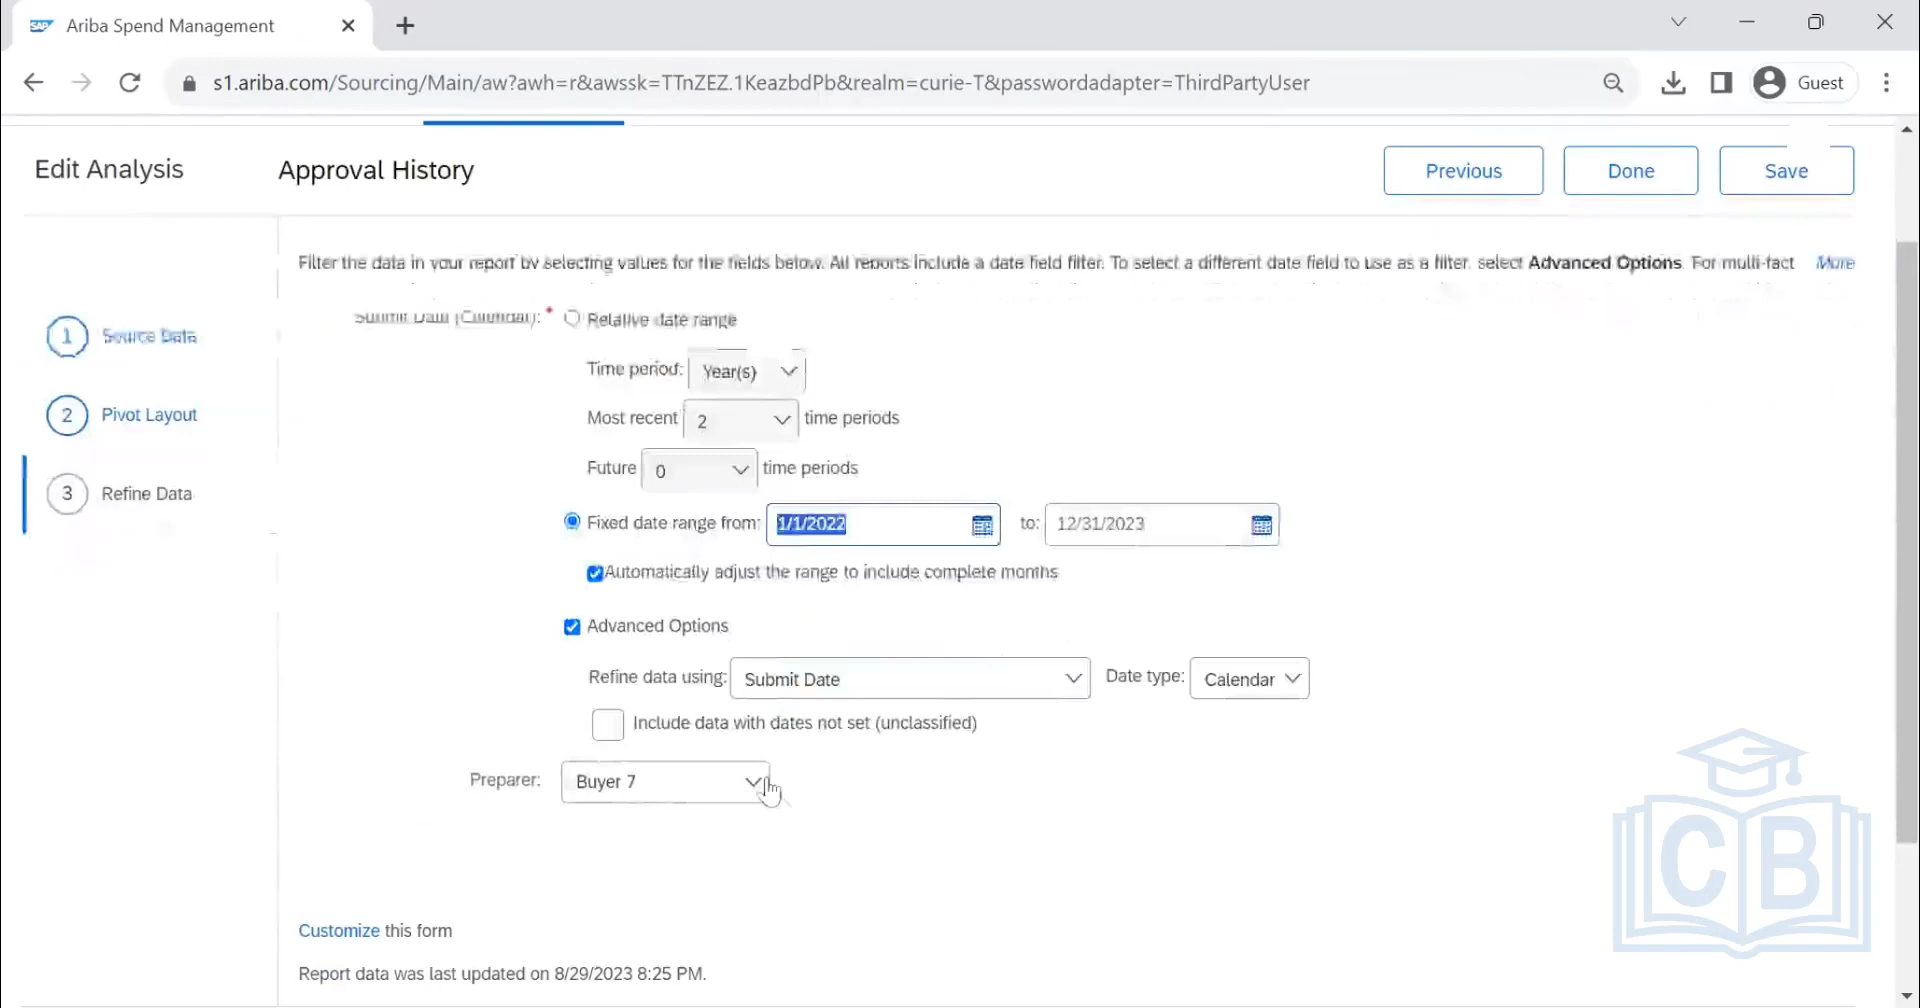 SAP Ariba Spend Management
s1.ariba.com/Sourcing/Main/aw?awh=r&awssk=TTnZEZ.1KeazbdPb&realm=curie-T&passwordadapter=ThirdPartyUser
Guest
Edit Analysis
Approval History
Previous Done Save
Filter the data in your report by selecting values for the fields below. All reports include a date field filter. To select a different date field to use as a filter, select Advanced Options. For multi-fact More
1 Source Data
2 Pivot Layout
3 Refine Data
Submit Date (Calendar): * Relative date range
Time period: Year(s)
Most recent 2 time periods
Future 0 time periods
Fixed date range from: 1/1/2022 to: 12/31/2023
Automatically adjust the range to include complete months
Advanced Options
Refine data using: Submit Date Date type: Calendar
Include data with dates not set (unclassified)
Preparer: Buyer 7
Customize this form
Report data was last updated on 8/29/2023 8:25 PM.
CB